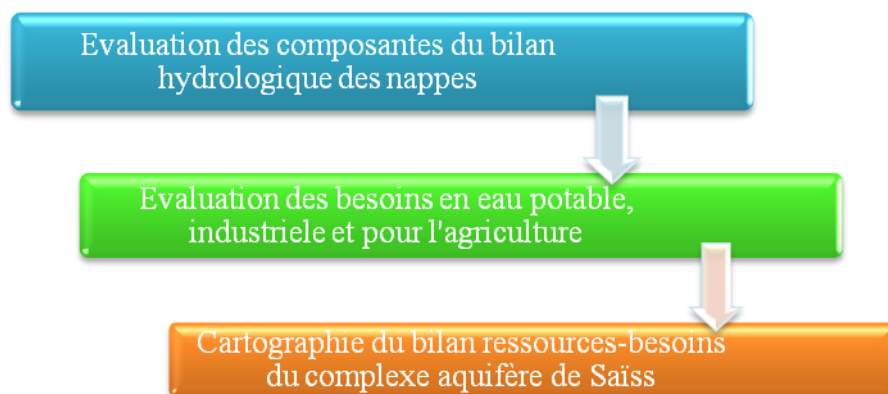 Evaluation des composantes du bilan
hydrologique des nappes
Evaluation des besoins en eau potable,
industriele et pour l'agriculture
Cartographie du bilan ressources-besoins
du complexe aquifère de Saïss